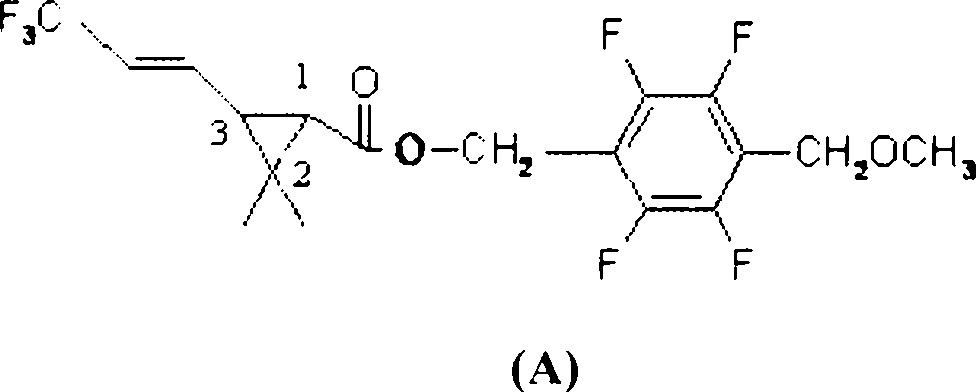 F₃C
F F
1 O
3 O–CH₂ CH₂OCH₃
2
F F
(A)